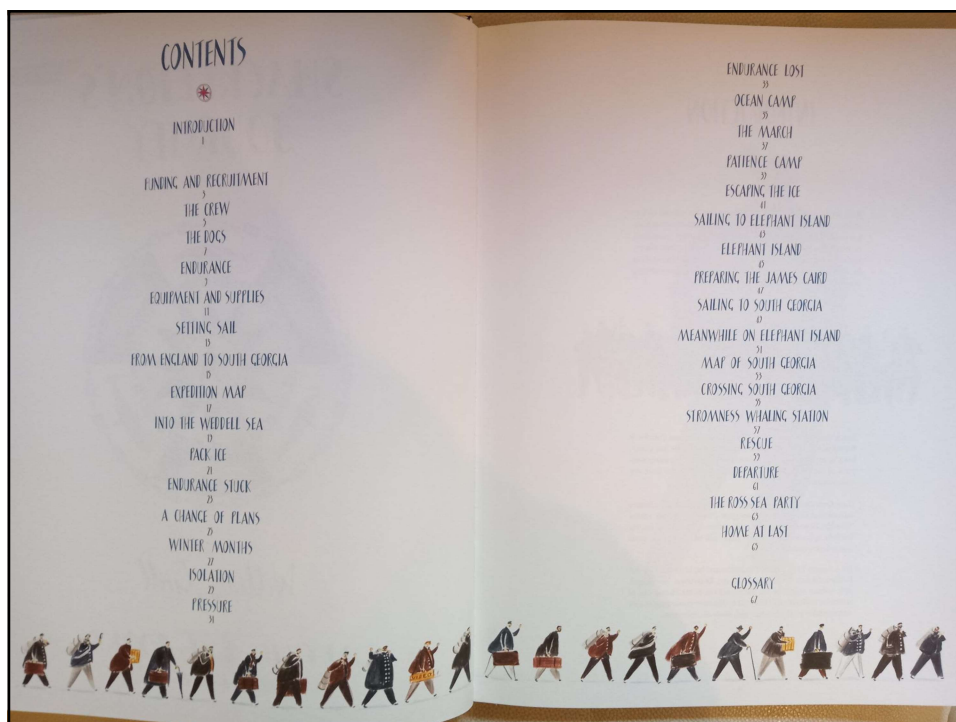 CONTENTS
INTRODUCTION
1
FUNDING AND RECRUITMENT
3
THE CREW
5
THE DOGS
7
ENDURANCE
9
EQUIPMENT AND SUPPLIES
11
SETTING SAIL
13
FROM ENGLAND TO SOUTH GEORGIA
15
EXPEDITION MAP
17
INTO THE WEDDELL SEA
19
PACK ICE
21
ENDURANCE STUCK
23
A CHANGE OF PLANS
25
WINTER MONTHS
27
ISOLATION
29
PRESSURE
31
ENDURANCE LOST
33
OCEAN CAMP
35
THE MARCH
37
PATIENCE CAMP
39
ESCAPING THE ICE
41
SAILING TO ELEPHANT ISLAND
43
ELEPHANT ISLAND
45
PREPARING THE JAMES CAIRD
47
SAILING TO SOUTH GEORGIA
49
MEANWHILE ON ELEPHANT ISLAND
51
MAP OF SOUTH GEORGIA
53
CROSSING SOUTH GEORGIA
55
STROMNESS WHALING STATION
57
RESCUE
59
DEPARTURE
61
THE ROSS SEA PARTY
63
HOME AT LAST
65
GLOSSARY
67